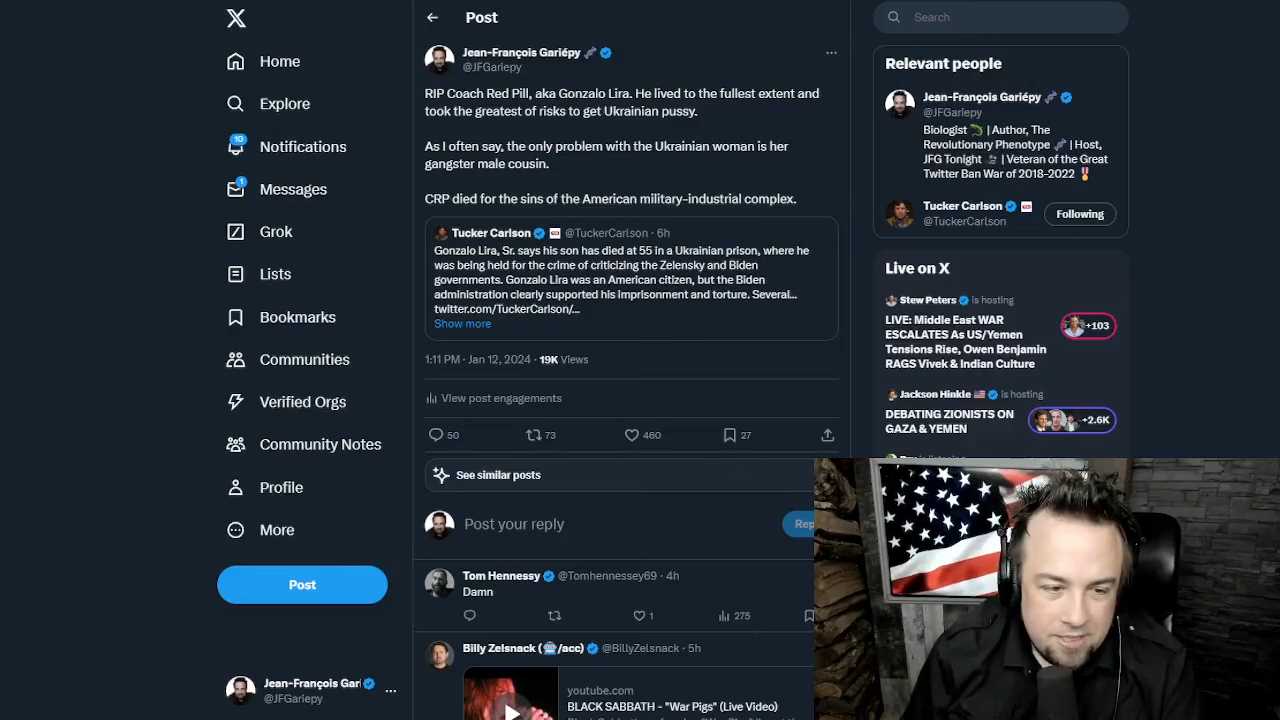 Home
Explore
10
Notifications
1
Messages
Grok
Lists
Bookmarks
Communities
Verified Orgs
Community Notes
Profile
More
Post
Jean-François Gari
@JFGariepy
Post
Jean-François Gariépy
@JFGariepy
RIP Coach Red Pill, aka Gonzalo Lira. He lived to the fullest extent and
took the greatest of risks to get Ukrainian pussy.
As I often say, the only problem with the Ukrainian woman is her
gangster male cousin.
CRP died for the sins of the American military-industrial complex.
Tucker Carlson @TuckerCarlson · 6h
Gonzalo Lira, Sr. says his son has died at 55 in a Ukrainian prison, where he
was being held for the crime of criticizing the Zelensky and Biden
governments. Gonzalo Lira was an American citizen, but the Biden
administration clearly supported his imprisonment and torture. Several...
twitter.com/TuckerCarlson/...
Show more
1:11 PM · Jan 12, 2024 · 19K Views
View post engagements
50 73 460 27
See similar posts
Post your reply
Rep
Tom Hennessy @Tomhennessey69 · 4h
Damn
1 275
Billy Zelsnack (/acc) @BillyZelsnack · 5h
youtube.com
BLACK SABBATH - "War Pigs" (Live Video)
Search
Relevant people
Jean-François Gariépy
@JFGariepy
Biologist | Author, The
Revolutionary Phenotype | Host,
JFG Tonight | Veteran of the Great
Twitter Ban War of 2018-2022
Tucker Carlson
@TuckerCarlson
Following
Live on X
Stew Peters is hosting
LIVE: Middle East WAR
ESCALATES As US/Yemen
Tensions Rise, Owen Benjamin
RAGS Vivek & Indian Culture
+103
Jackson Hinkle is hosting
DEBATING ZIONISTS ON
GAZA & YEMEN
+2.6K